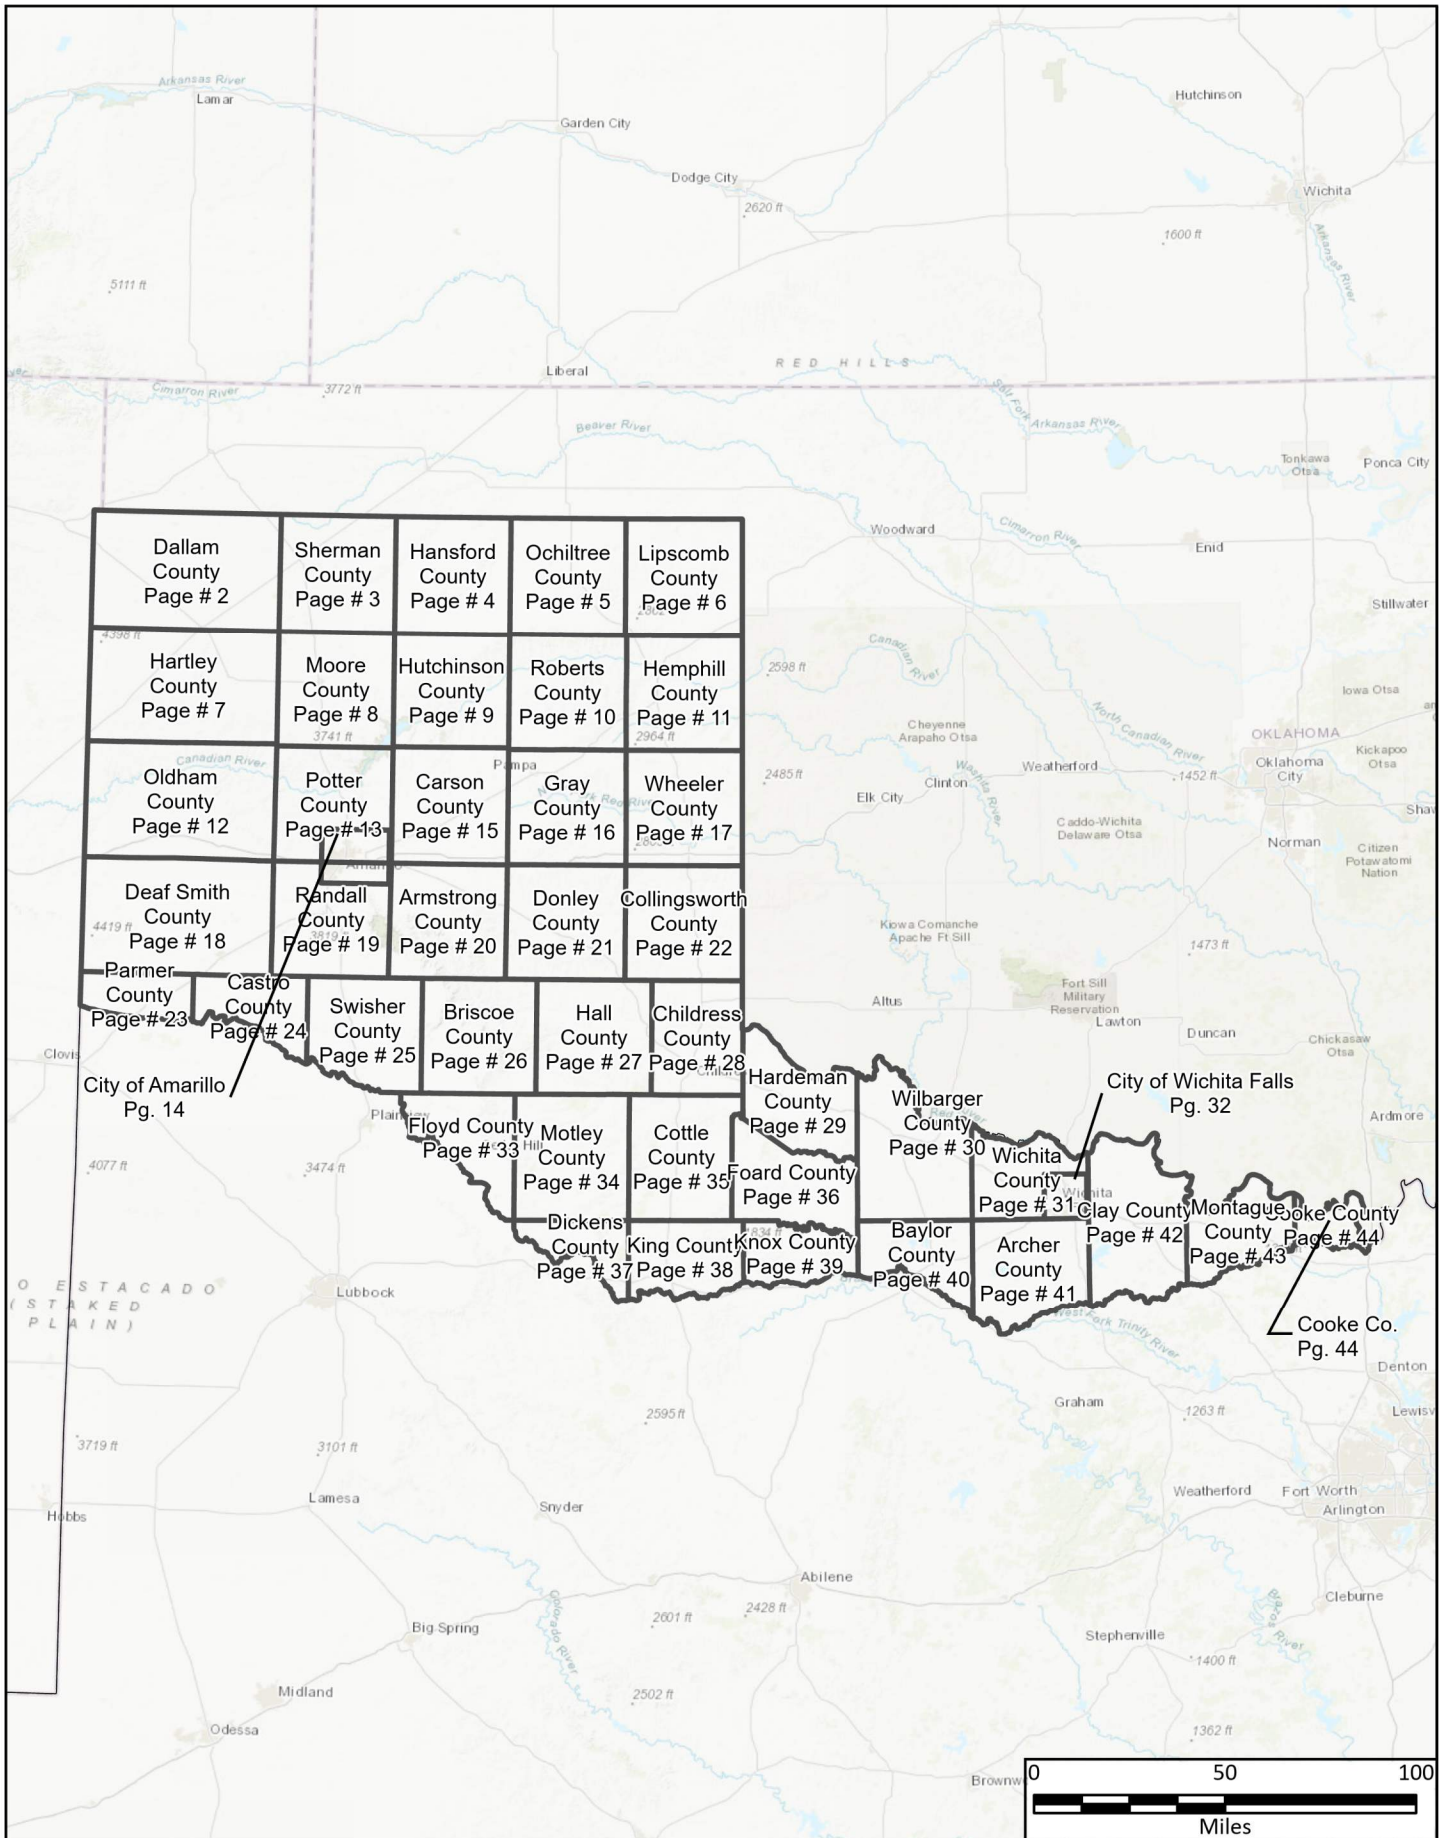 Arkansas River
Lamar
Hutchinson
Garden City
Dodge City
2620 ft
Wichita
1600 ft
Arkansas River
5111 ft
RED HILLS
Liberal
Cimarron River
3772 ft
Salt Fork Arkansas River
Beaver River
Tonkawa
Otsa
Ponca City
Woodward
Cimarron River
Enid
Dallam
County
Page # 2
Sherman
County
Page # 3
Hansford
County
Page # 4
Ochiltree
County
Page # 5
Lipscomb
County
Page # 6
Stillwater
4398 ft
Hartley
County
Page # 7
Moore
County
Page # 8
Hutchinson
County
Page # 9
Roberts
County
Page # 10
Hemphill
County
Page # 11
2598 ft
Canadian River
Iowa Otsa
3741 ft
2964 ft
Cheyenne
Arapaho Otsa
North Canadian River
OKLAHOMA
Kickapoo
Otsa
Canadian River
Oldham
County
Page # 12
Potter
County
Page # 13
Pampa
Carson
County
Page # 15
Gray
County
Page # 16
Wheeler
County
Page # 17
2485 ft
Elk City
Clinton
Washita River
Weatherford
1452 ft
Oklahoma
City
Caddo-Wichita
Delaware Otsa
Norman
Citizen
Potawatomi
Nation
Deaf Smith
County
Page # 18
4419 ft
Randall
County
Page # 19
Armstrong
County
Page # 20
Donley
County
Page # 21
Collingsworth
County
Page # 22
Kiowa Comanche
Apache Ft Sill
1473 ft
Parmer
County
Page # 23
Castro
County
Page # 24
Swisher
County
Page # 25
Briscoe
County
Page # 26
Hall
County
Page # 27
Childress
County
Page # 28
Altus
Fort Sill
Military
Reservation
Lawton
Duncan
Chickasaw
Otsa
Clovis
City of Amarillo
Pg. 14
Hardeman
County
Page # 29
Wilbarger
County
Page # 30
Red River
City of Wichita Falls
Pg. 32
Ardmore
4077 ft
3474 ft
Floyd County
Page # 33
Motley
County
Page # 34
Cottle
County
Page # 35
Foard County
Page # 36
Wichita
County
Page # 31
Wichita
Clay County
Page # 42
Montague
County
Page # 43
Cooke County
Page # 44
Dickens
County
Page # 37
King County
Page # 38
1834 ft
Knox County
Page # 39
Baylor
County
Page # 40
Archer
County
Page # 41
O ESTACADO
(STAKED
PLAIN)
Lubbock
West Fork Trinity River
Cooke Co.
Pg. 44
Denton
Graham
1263 ft
2595 ft
3719 ft
3101 ft
Hobbs
Lamesa
Snyder
Weatherford
Fort Worth
Arlington
Abilene
Cleburne
Colorado River
2601 ft
2428 ft
Big Spring
Stephenville
Brazos River
1400 ft
Midland
2502 ft
Odessa
1362 ft
0
50
100
Miles